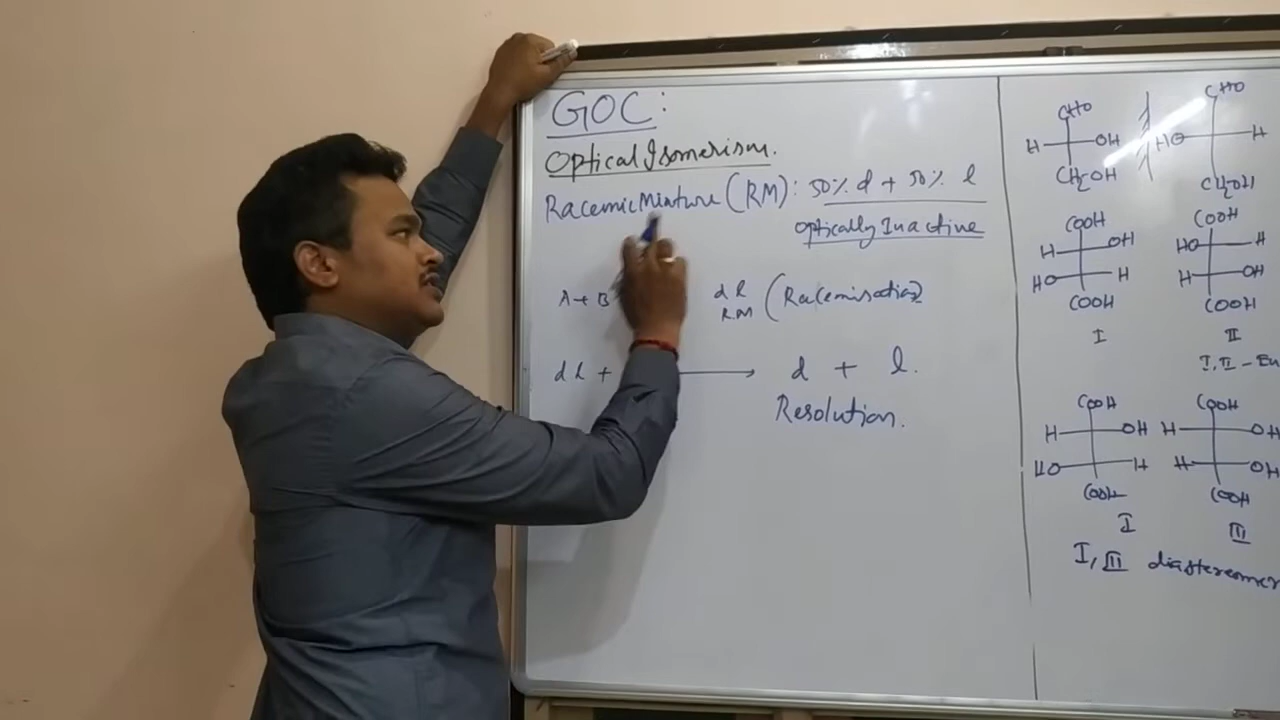 GOC:
Optical Isomerism.
Racemic Mixture (RM): 50% d + 50% l
Optically Inactive
A + B
dl (Racemisation)
RM
dl +
⟶ d + l.
Resolution.
CHO
H OH
CH2OH
CHO
HO H
CH2OH
COOH
H OH
HO H
COOH
I
COOH
HO H
H OH
COOH
II
I, II - En
COOH
H OH
HO H
COOH
I
COOH
H OH
H OH
COOH
III
I, III diastereomer